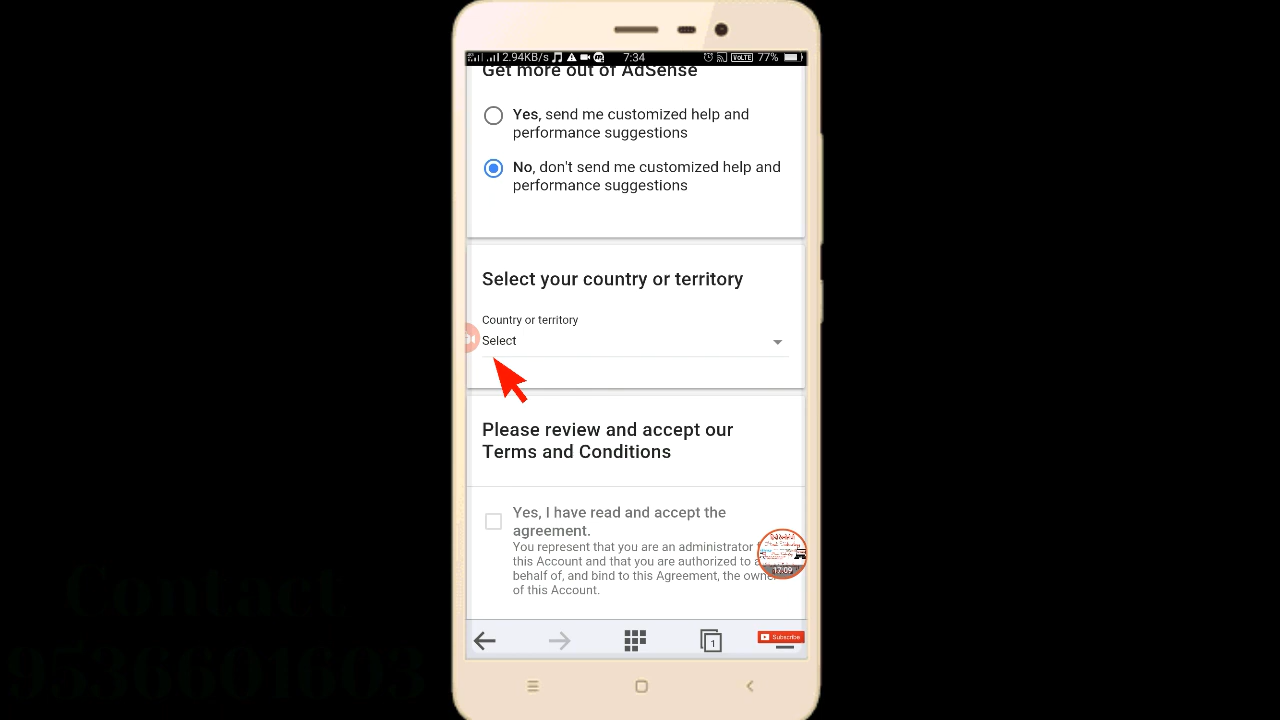 2.94KB/s 7:34 VOLTE 77%
Get more out of AdSense
Yes, send me customized help and
performance suggestions
No, don't send me customized help and
performance suggestions
Select your country or territory
Country or territory
Select
Please review and accept our
Terms and Conditions
Yes, I have read and accept the
agreement.
You represent that you are an administrator
this Account and that you are authorized to
behalf of, and bind to this Agreement, the
of this Account.
17:09
1
Subscribe
Contact
9536601603